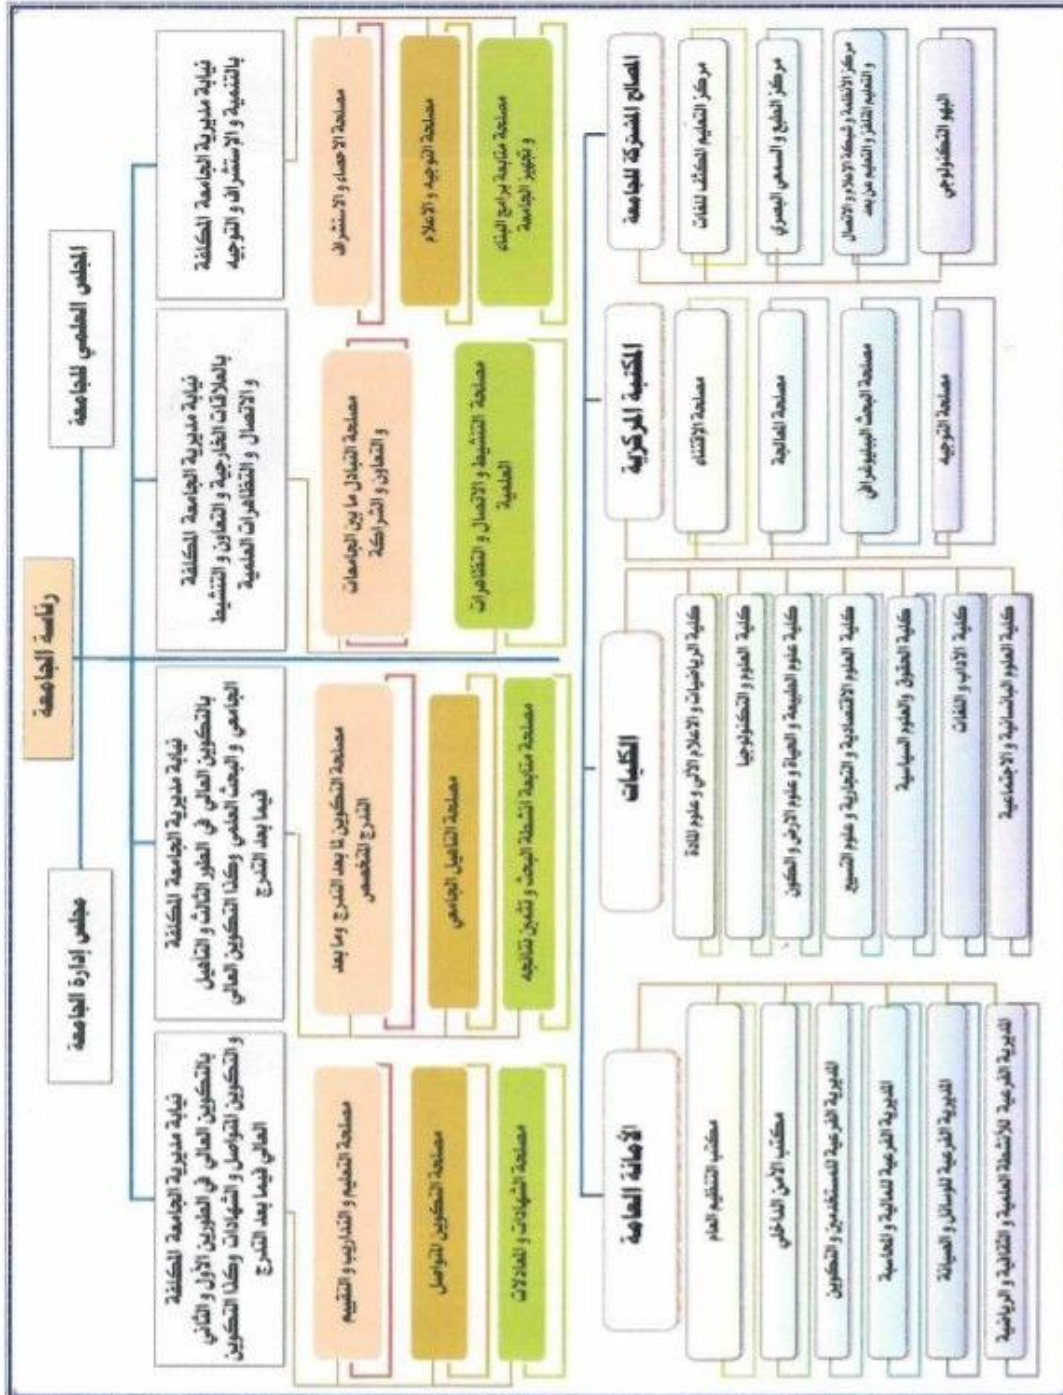 رئاسة الجامعة
المجلس العلمي للجامعة
مجلس إدارة الجامعة
نيابة مديرية الجامعة المكلفة
بالتنمية و الإستشراف و التوجيه
مصلحة الاحصاء و الاستشراف
مصلحة التوجيه و الاعلام
مصلحة متابعة برامج البناء
و تجهيز الجامعة
نيابة مديرية الجامعة المكلفة
بالعلاقات الخارجية و التعاون و التنشيط
و الاتصال و التظاهرات العلمية
مصلحة التبادل ما بين الجامعات
و التعاون و الشراكة
مصلحة التنشيط و الاتصال و التظاهرات
العلمية
نيابة مديرية الجامعة المكلفة
بالتكوين العالي في الطور الثالث و التأهيل
الجامعي و البحث العلمي وكذا التكوين العالي
فيما بعد التدرج
مصلحة التكوين لما بعد التدرج وما بعد
التدرج المتخصص
مصلحة التأهيل الجامعي
مصلحة متابعة انشطة البحث و تثمين نتائجه
نيابة مديرية الجامعة المكلفة
بالتكوين العالي في الطورين الأول و الثاني
و التكوين المتواصل و الشهادات وكذا التكوين
العالي فيما بعد التدرج
مصلحة التعليم و التداريب و التقييم
مصلحة التكوين المتواصل
مصلحة الشهادات و المعادلات
المصالح المشتركة للجامعة
مركز التعليم المكثف للغات
مركز الطبع و السمعي البصري
مركز الأنظمة و شبكة الإعلام و الاتصال
و التعليم المتلفز و التعليم عن بعد
البهو التكنولوجي
المكتبة المركزية
مصلحة الإقتناء
مصلحة المعالجة
مصلحة البحث البيبليوغرافي
مصلحة التوجيه
الكليات
كلية الرياضيات و الاعلام الآلي و علوم المادة
كلية العلوم و التكنولوجيا
كلية علوم الطبيعة و الحياة و علوم الارض و الكون
كلية العلوم الاقتصادية و التجارية و علوم التسيير
كلية الحقوق والعلوم السياسية
كلية الآداب و اللغات
كلية العلوم الإنسانية و الاجتماعية
الأمانة العامة
مكتب التنظيم العام
مكتب الأمن الداخلي
المديرية الفرعية للمستخدمين و التكوين
المديرية الفرعية للمالية و المحاسبة
المديرية الفرعية للوسائل و الصيانة
المديرية الفرعية للأنشطة العلمية و الثقافية و الرياضية